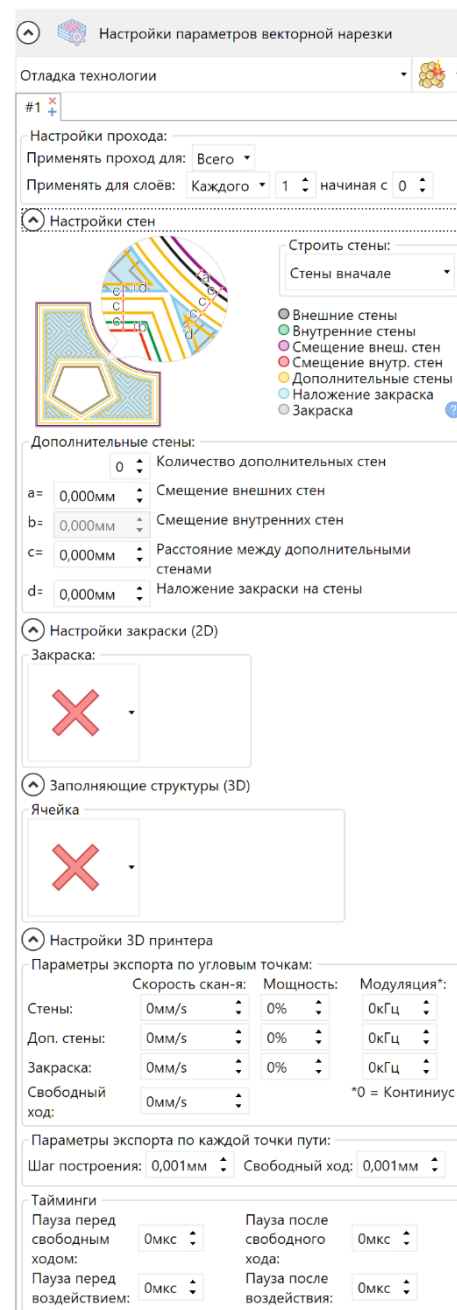 Настройки параметров векторной нарезки
Отладка технологии
#1
Настройки прохода:
Применять проход для: Всего
Применять для слоёв: Каждого 1 начиная с 0
Настройки стен
Строить стены:
Стены вначале
Внешние стены
Внутренние стены
Смещение внеш. стен
Смещение внутр. стен
Дополнительные стены
Наложение закраска
Закраска
?
Дополнительные стены:
0 Количество дополнительных стен
a= 0,000мм Смещение внешних стен
b= 0,000мм Смещение внутренних стен
c= 0,000мм Расстояние между дополнительными
стенами
d= 0,000мм Наложение закраски на стены
Настройки закраски (2D)
Закраска:
Заполняющие структуры (3D)
Ячейка
Настройки 3D принтера
Параметры экспорта по угловым точкам:
Скорость скан-я: Мощность: Модуляция*:
Стены: 0мм/s 0% 0кГц
Доп. стены: 0мм/s 0% 0кГц
Закраска: 0мм/s 0% 0кГц
Свободный
ход: 0мм/s *0 = Континиус
Параметры экспорта по каждой точки пути:
Шаг построения: 0,001мм Свободный ход: 0,001мм
Тайминги
Пауза перед
свободным
ходом: 0мкс
Пауза после
свободного
хода: 0мкс
Пауза перед
воздействием: 0мкс
Пауза после
воздействия: 0мкс